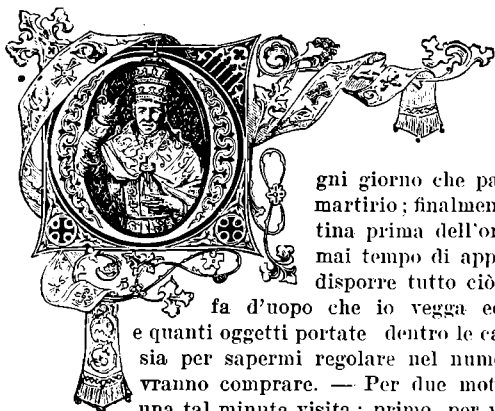 Ogni giorno che pa
martirio; finalmen
tina prima dell'or
mai tempo di app
disporre tutto ciò
fa d'uopo che io vegga ec
e quanti oggetti portate dentro le ca
sia per sapermi regolare nel nume
vranno comprare. — Per due mot
una tal minuta visita: primo, per v